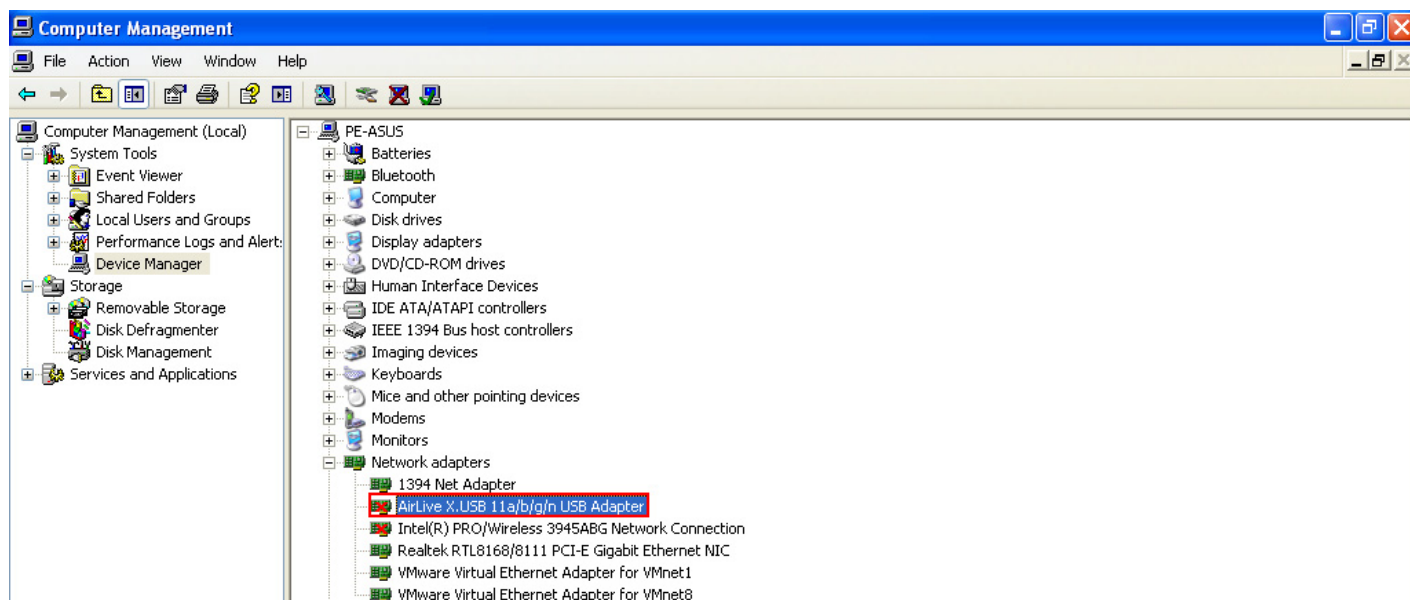 Computer Management
File Action View Window Help
Computer Management (Local)
System Tools
Event Viewer
Shared Folders
Local Users and Groups
Performance Logs and Alert
Device Manager
Storage
Removable Storage
Disk Defragmenter
Disk Management
Services and Applications
PE-ASUS
Batteries
Bluetooth
Computer
Disk drives
Display adapters
DVD/CD-ROM drives
Human Interface Devices
IDE ATA/ATAPI controllers
IEEE 1394 Bus host controllers
Imaging devices
Keyboards
Mice and other pointing devices
Modems
Monitors
Network adapters
1394 Net Adapter
AirLive X.USB 11a/b/g/n USB Adapter
Intel(R) PRO/Wireless 3945ABG Network Connection
Realtek RTL8168/8111 PCI-E Gigabit Ethernet NIC
VMware Virtual Ethernet Adapter for VMnet1
VMware Virtual Ethernet Adapter for VMnet8